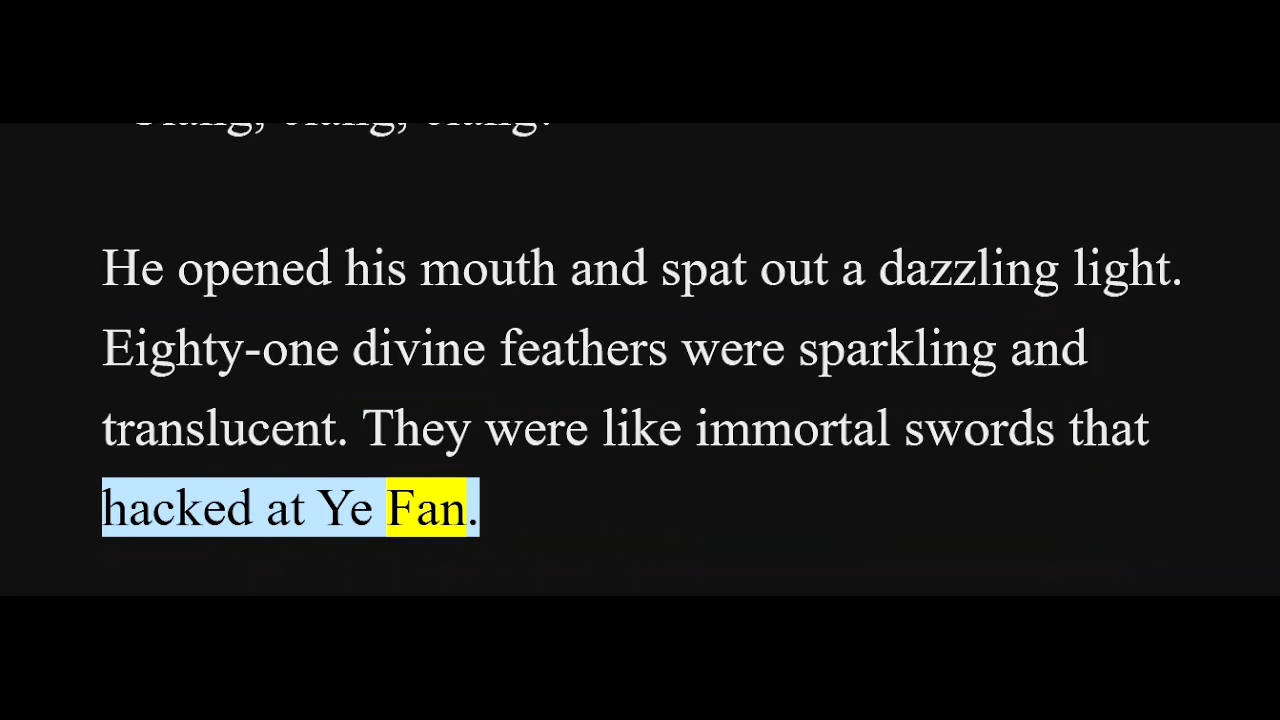 He opened his mouth and spat out a dazzling light.
Eighty-one divine feathers were sparkling and
translucent. They were like immortal swords that
hacked at Ye Fan.